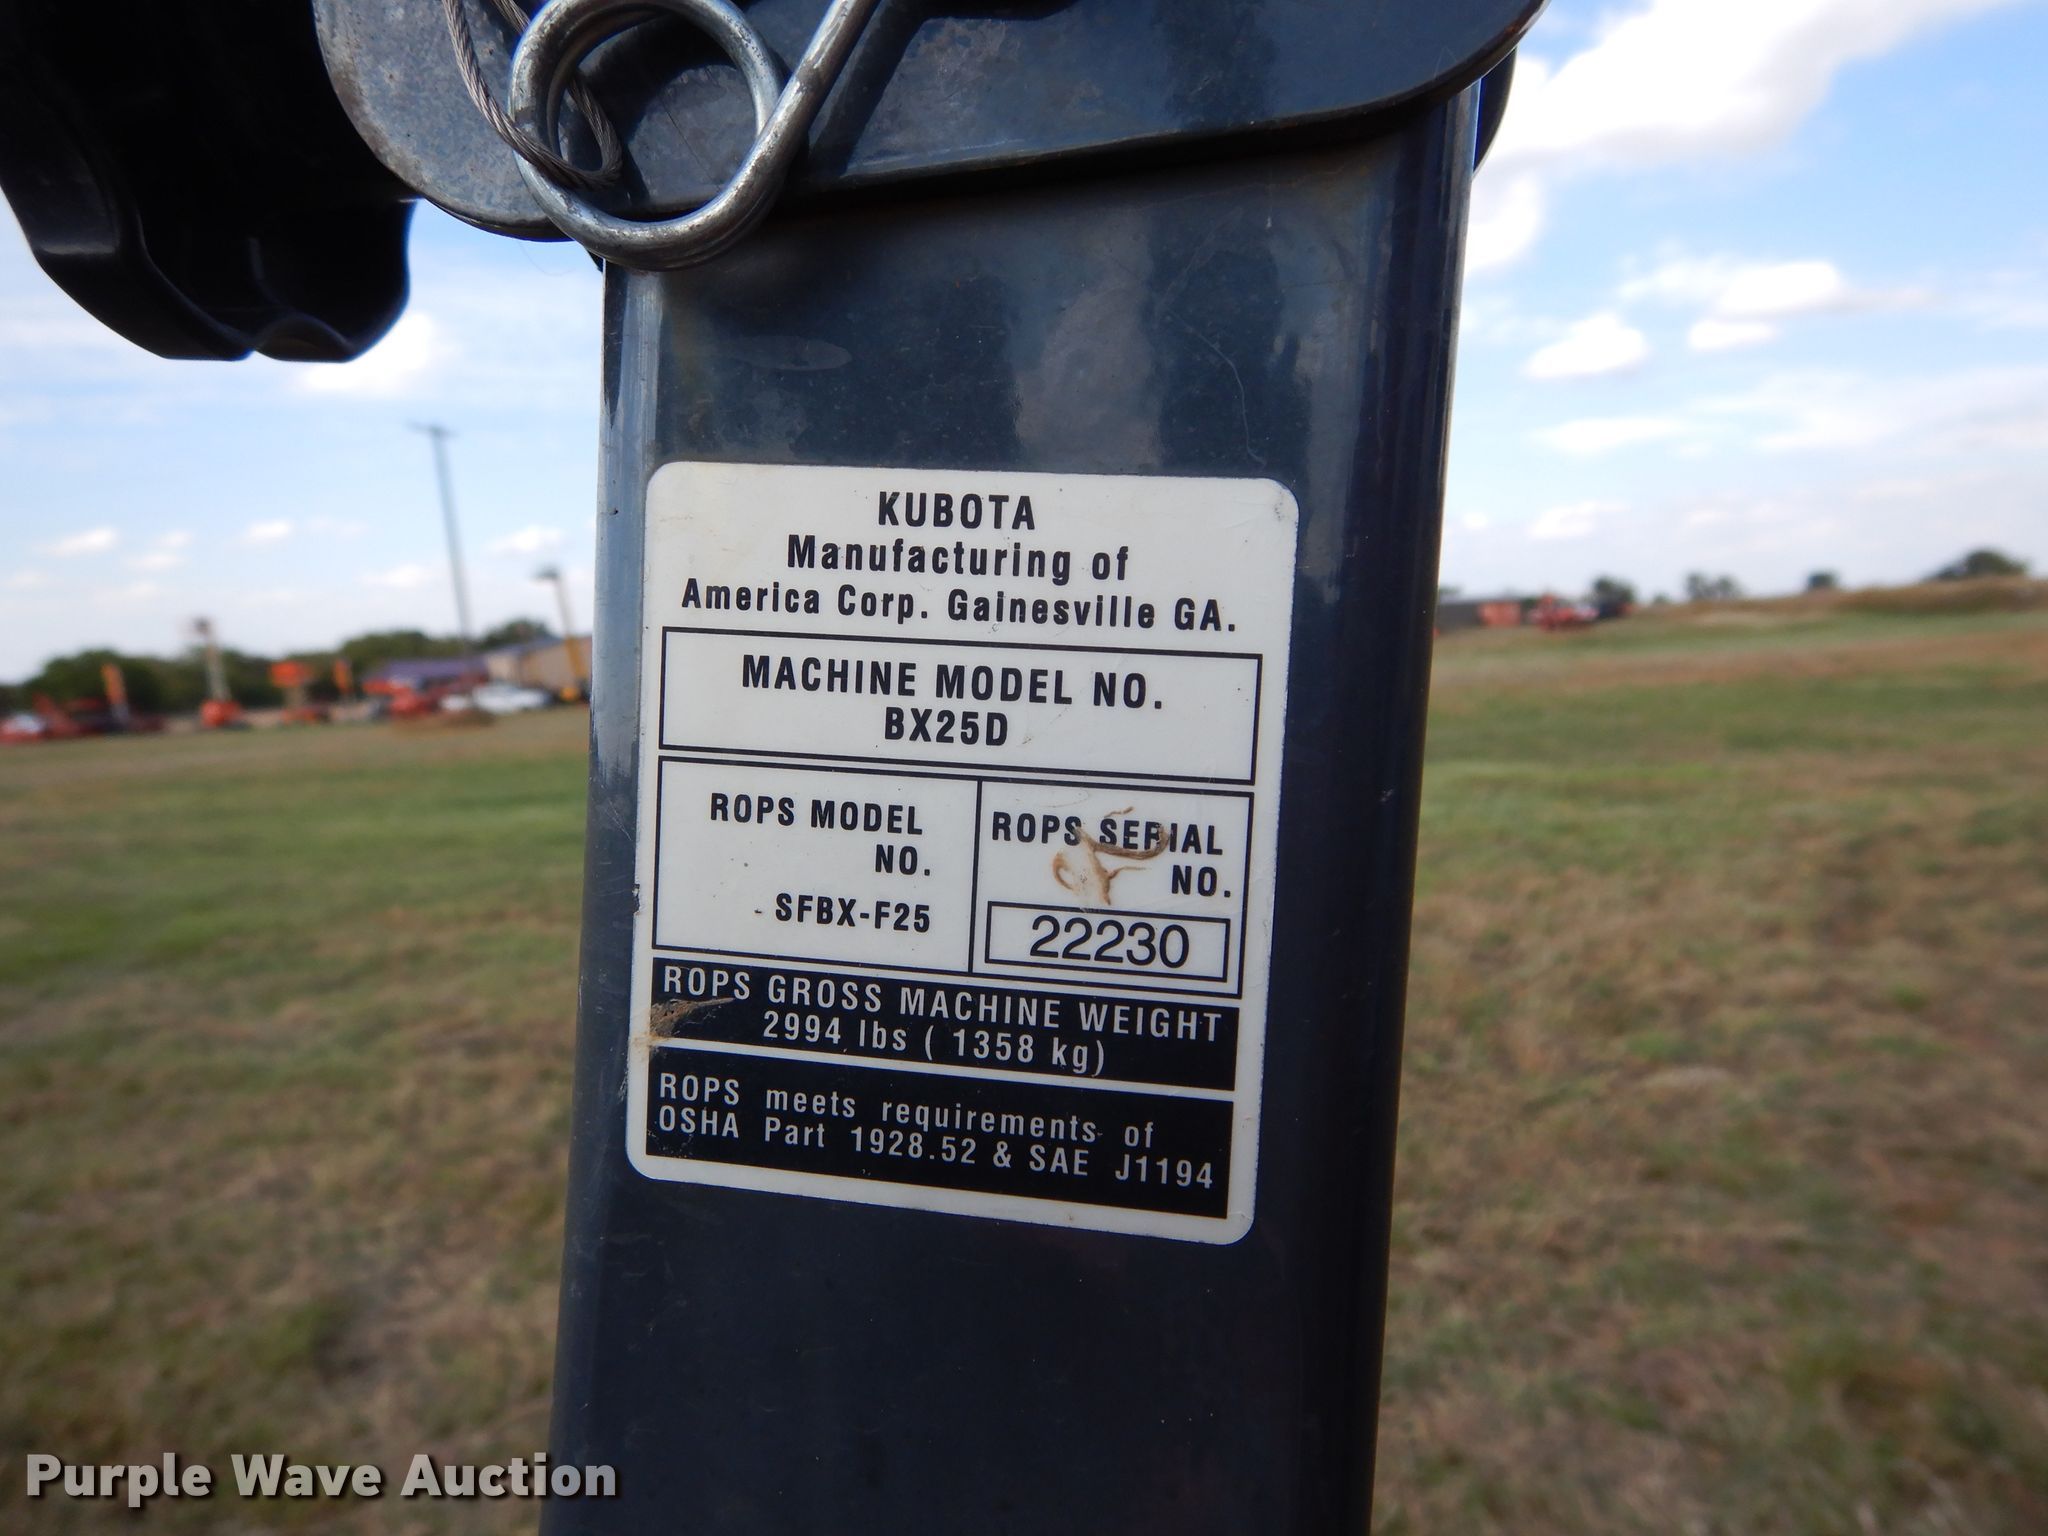 KUBOTA
Manufacturing of
America Corp. Gainesville GA.
MACHINE MODEL NO.
BX25D
ROPS MODEL
NO.
SFBX-F25
ROPS SERIAL
NO.
22230
ROPS GROSS MACHINE WEIGHT
2994 lbs ( 1358 kg)
ROPS meets requirements of
OSHA Part 1928.52 & SAE J1194
Purple Wave Auction